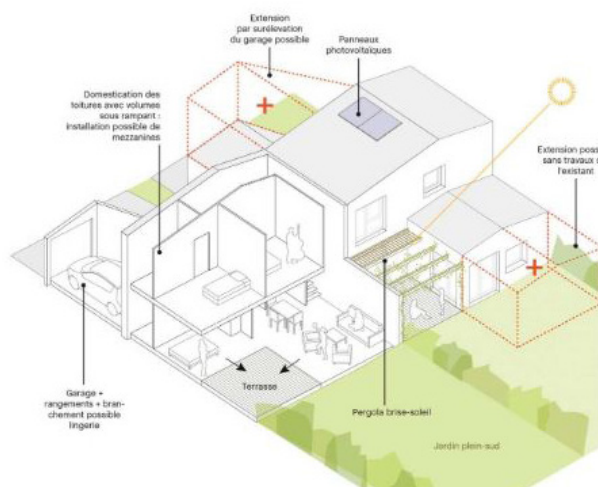 Extension
par surélévation
du garage possible
Panneaux
photovoltaïques
Domestication des
toitures avec volumes
sous rampant :
installation possible de
mezzanines
Extension poss
sans travaux
l'existant
Garage +
rangements + bran-
chement possible
lingerie
Terrasse
Pergola brise-soleil
Jardin plein-sud